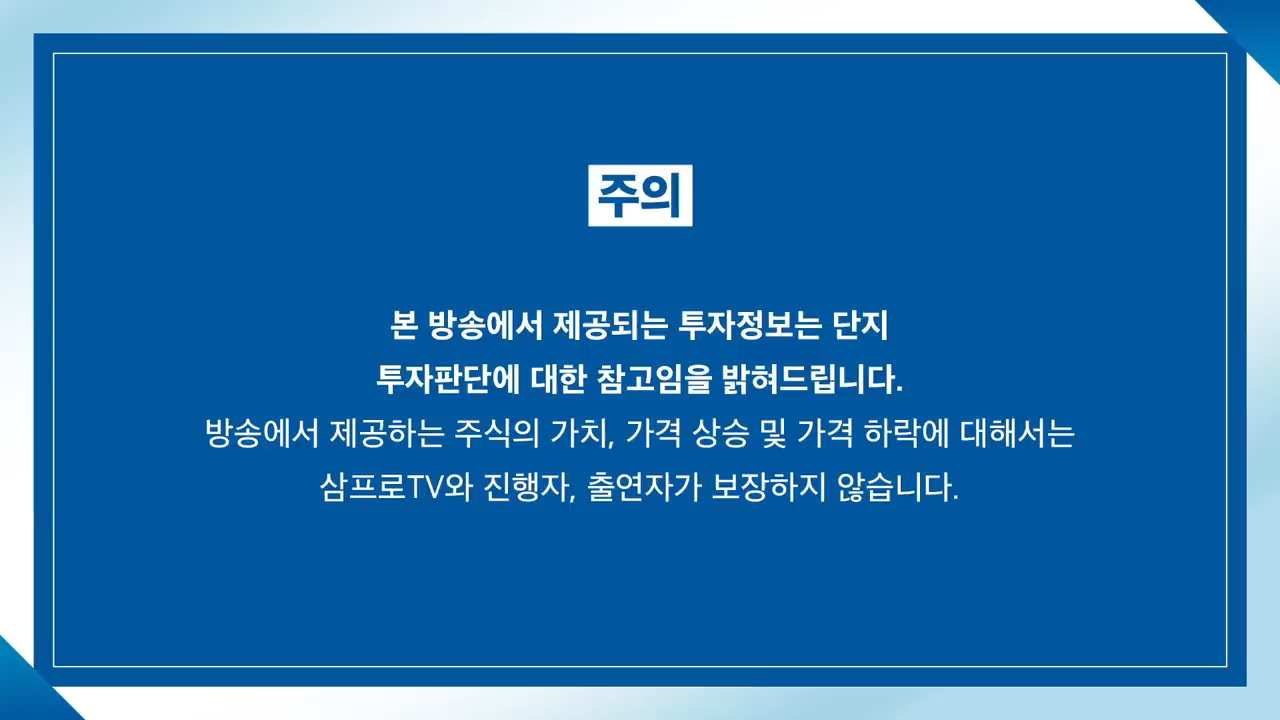 주의
본 방송에서 제공되는 투자정보는 단지
투자판단에 대한 참고임을 밝혀드립니다.
방송에서 제공하는 주식의 가치, 가격 상승 및 가격 하락에 대해서는
삼프로TV와 진행자, 출연자가 보장하지 않습니다.